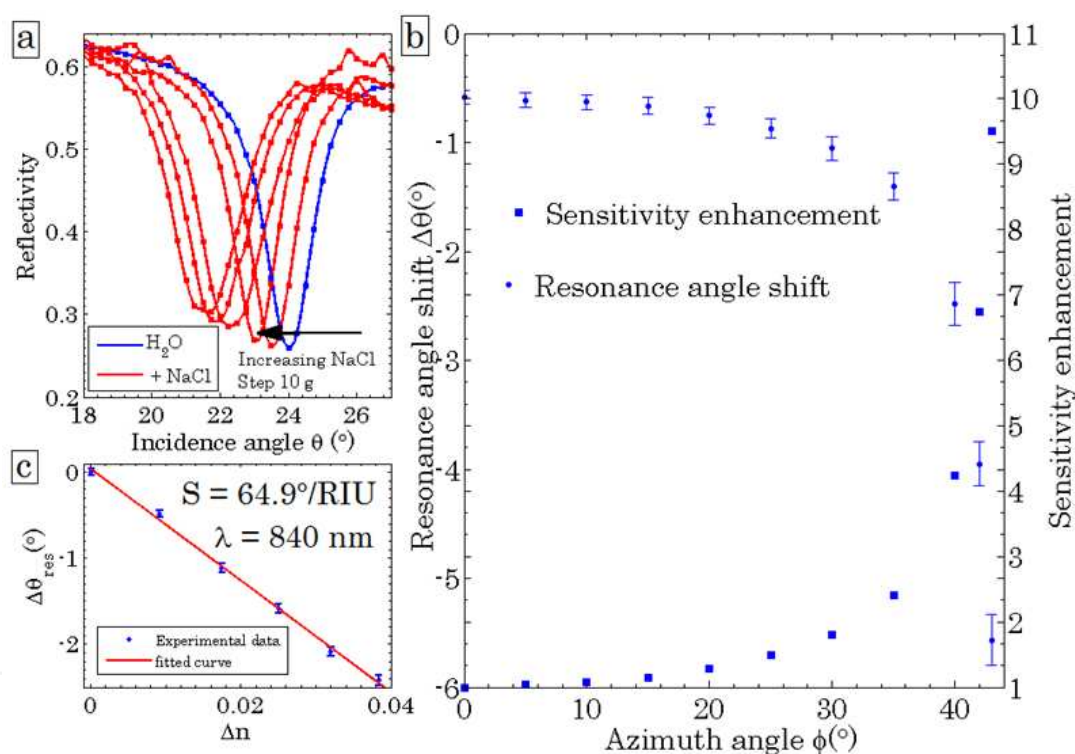 a
0.6
0.5
0.4
0.3
0.2
Reflectivity
H₂O
+ NaCl
Increasing NaCl
Step 10 g
18 20 22 24 26
Incidence angle θ (°)
b
0
-1
-2
-3
-4
-5
-6
Resonance angle shift Δθ(°)
Sensitivity enhancement
Resonance angle shift
11
10
9
8
7
6
5
4
3
2
1
Sensitivity enhancement
0 10 20 30 40
Azimuth angle ϕ(°)
c
0
-1
-2
Δθres(°)
S = 64.9°/RIU
λ = 840 nm
Experimental data
fitted curve
0 0.02 0.04
Δn